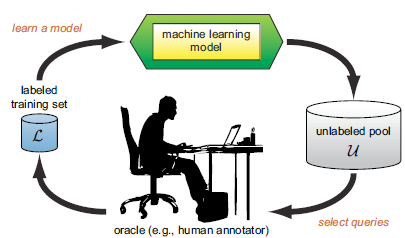 learn a model
machine learning
model
labeled
training set
ℒ
unlabeled pool
𝒰
select queries
oracle (e.g., human annotator)